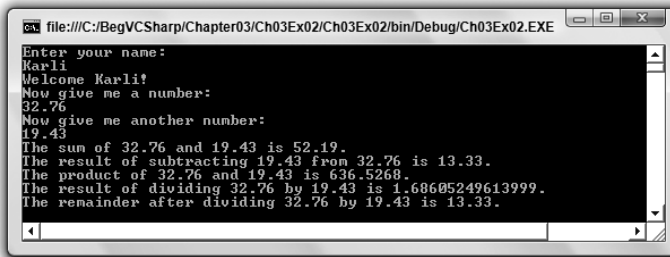 file:///C:/BegVCSharp/Chapter03/Ch03Ex02/Ch03Ex02/bin/Debug/Ch03Ex02.EXE
Enter your name:
Karli
Welcome Karli!
Now give me a number:
32.76
Now give me another number:
19.43
The sum of 32.76 and 19.43 is 52.19.
The result of subtracting 19.43 from 32.76 is 13.33.
The product of 32.76 and 19.43 is 636.5268.
The result of dividing 32.76 by 19.43 is 1.68605249613999.
The remainder after dividing 32.76 by 19.43 is 13.33.